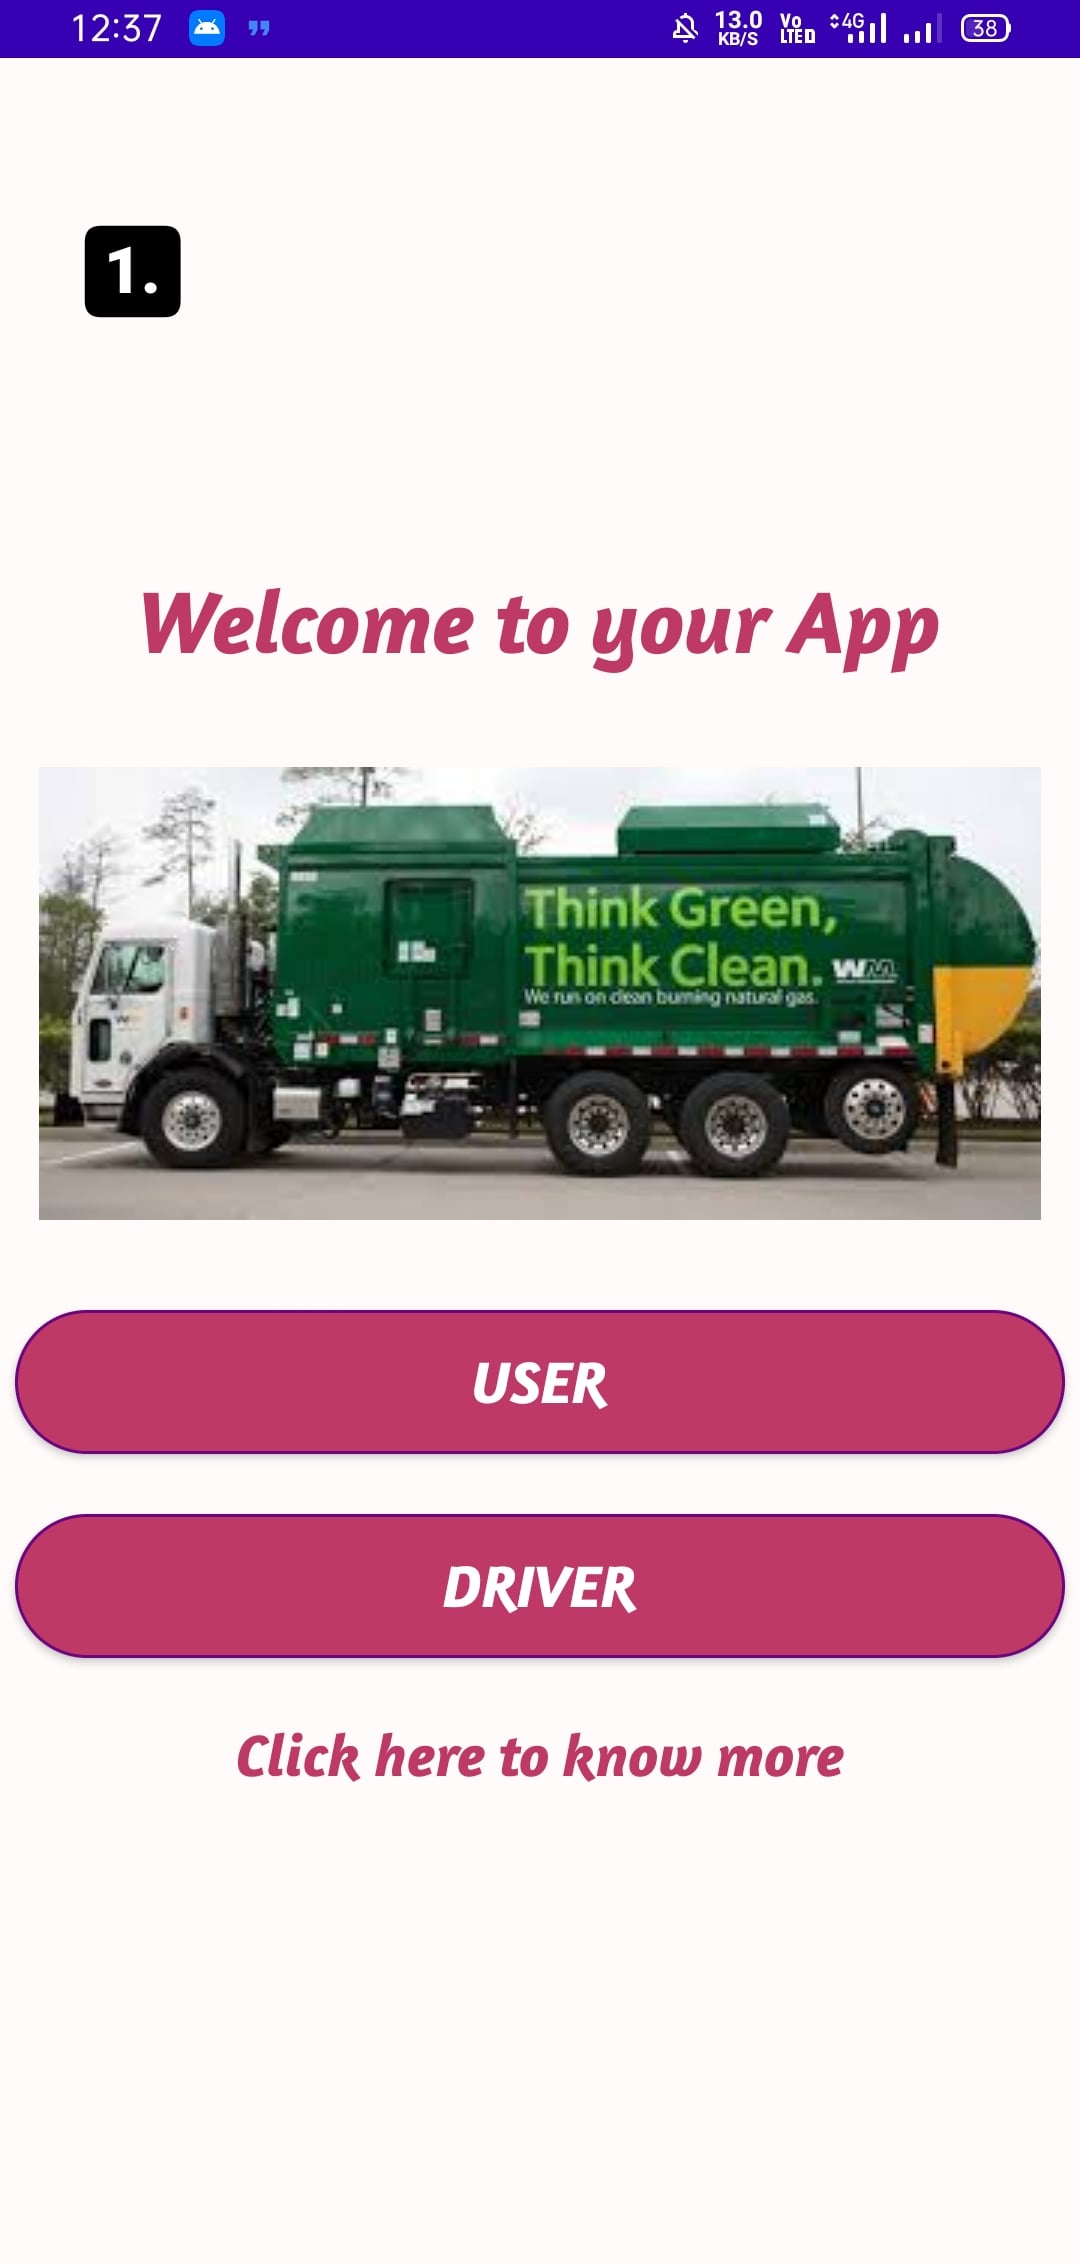 12:37 13.0 KB/S Vo LTE 4G 38
1.
Welcome to your App
Think Green,
Think Clean. WM
We run on clean burning natural gas.
USER
DRIVER
Click here to know more